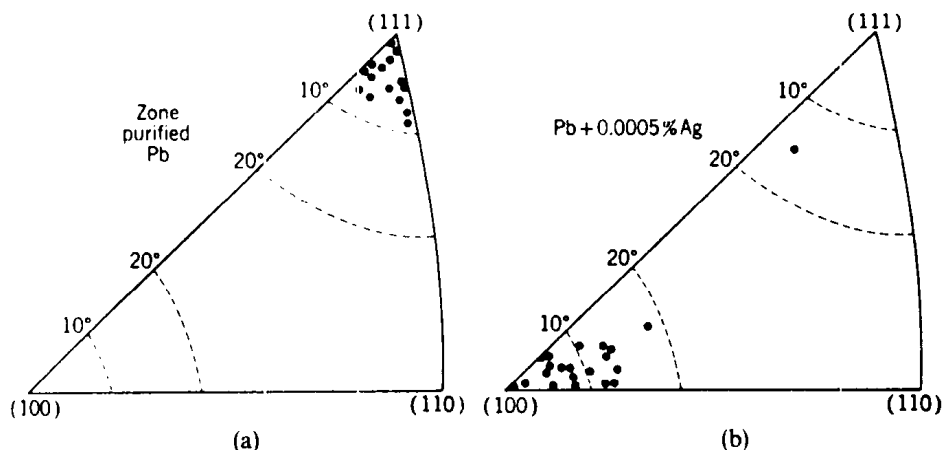 (111)
10°
Zone
purified
Pb
20°
20°
10°
(100)
(110)
(a)
(111)
10°
Pb + 0.0005% Ag
20°
20°
10°
(100)
(110)
(b)